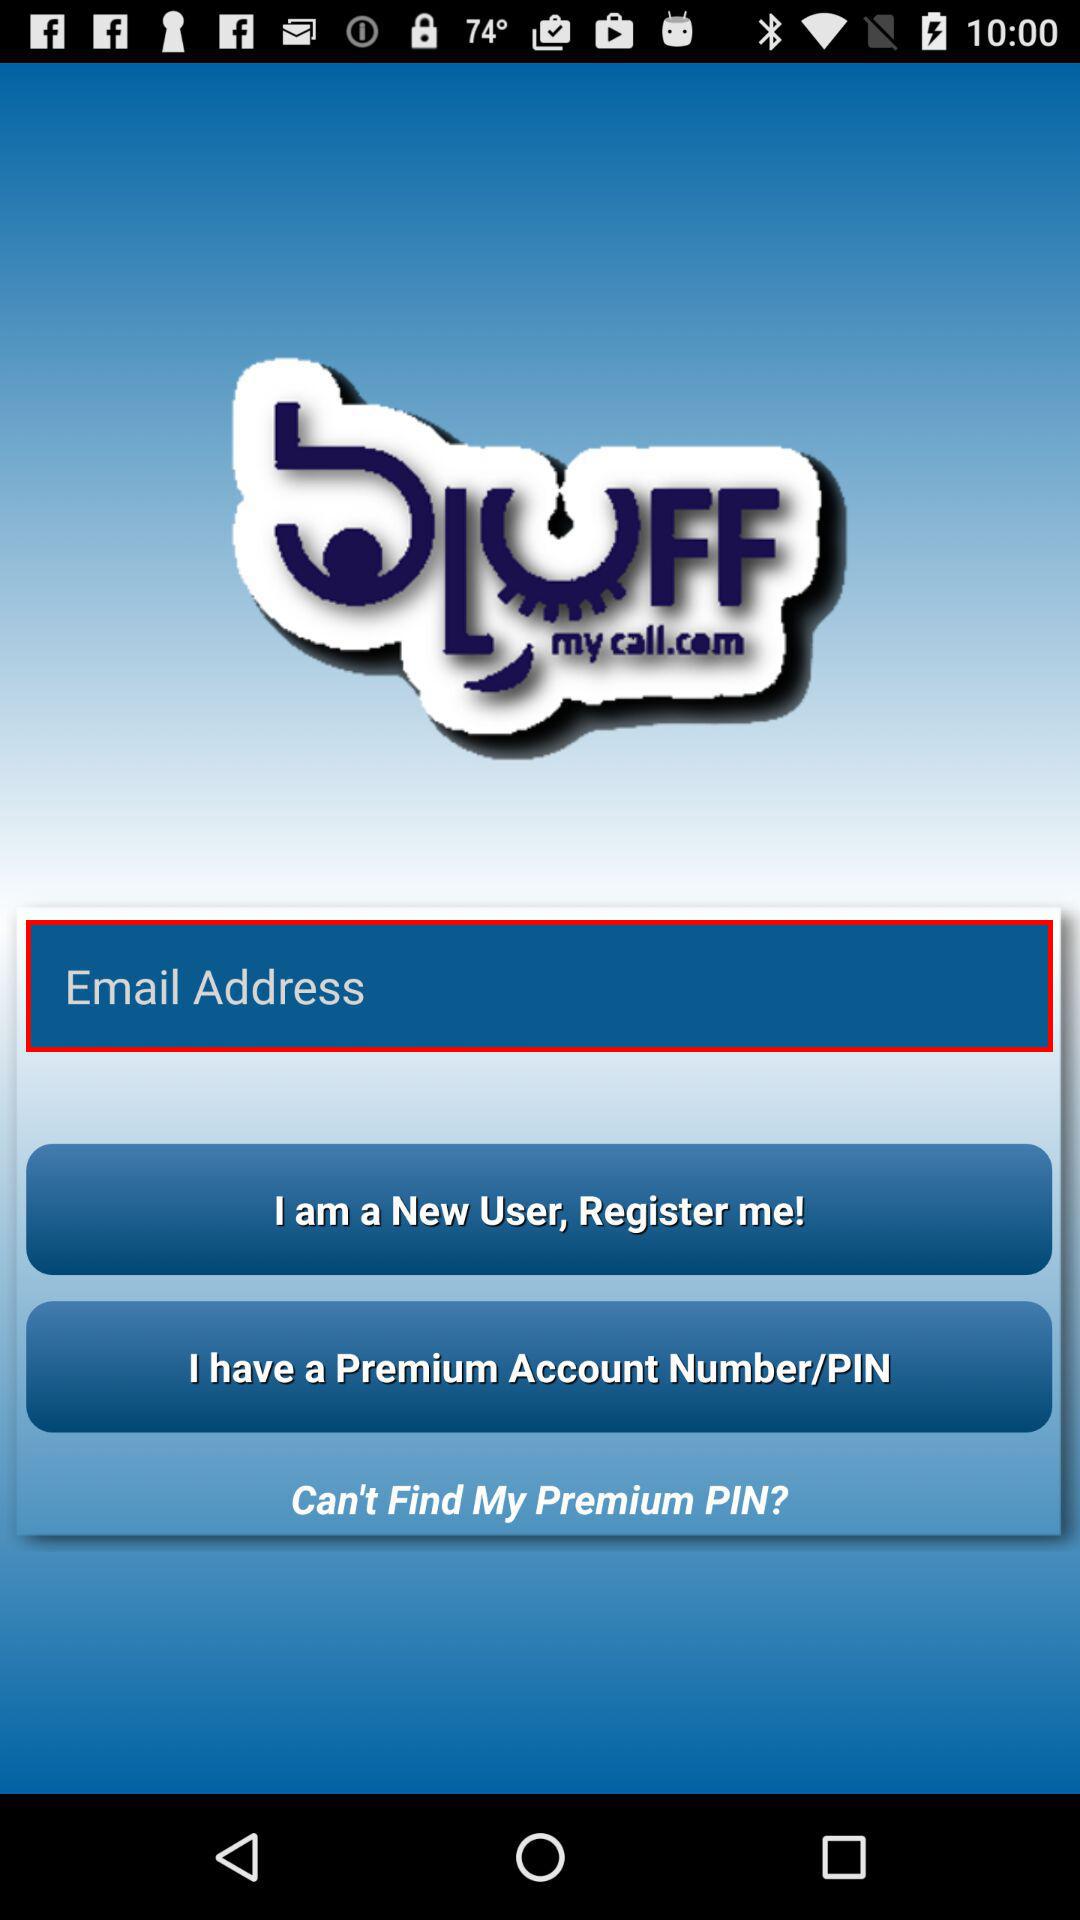 74° 10:00
bluff
my call.com
Email Address
I am a New User, Register me!
I have a Premium Account Number/PIN
Can't Find My Premium PIN?